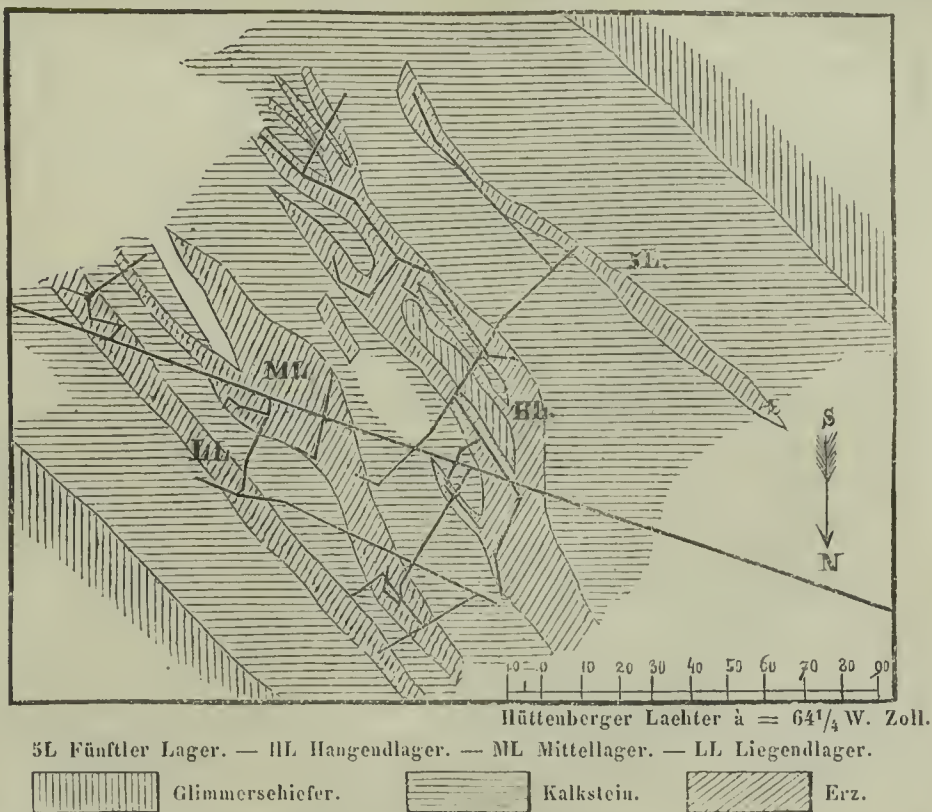 5L.
ML
HL.
LL
S
N
10 0 10 20 30 40 50 60 70 80 90
Hüttenberger Lachter à = 64¹/₄ W. Zoll.
5L Fünftler Lager. — HL Hangendlager. — ML Mittellager. — LL Liegendlager.
Glimmerschiefer. Kalkstein. Erz.